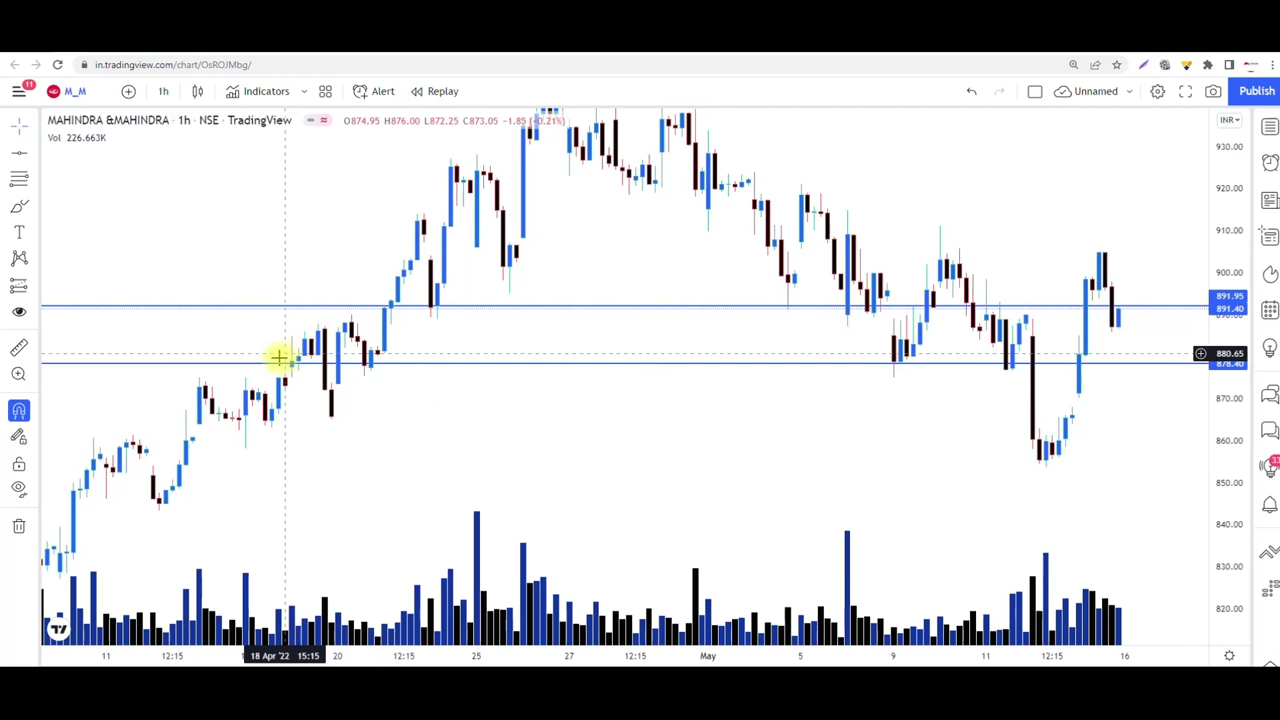 in.tradingview.com/chart/OsROJMbg/
11
M_M
1h
Indicators
Alert
Replay
Unnamed
Publish
MAHINDRA &MAHINDRA · 1h · NSE · TradingView
O874.95 H876.00 L872.25 C873.05 -1.85 (-0.21%)
INR
Vol 226.663K
930.00
920.00
910.00
900.00
891.95
891.40
880.65
878.40
870.00
860.00
850.00
840.00
830.00
820.00
33
11 12:15 18 Apr '22 15:15 20 12:15 25 27 12:15 May 5 9 11 12:15 16